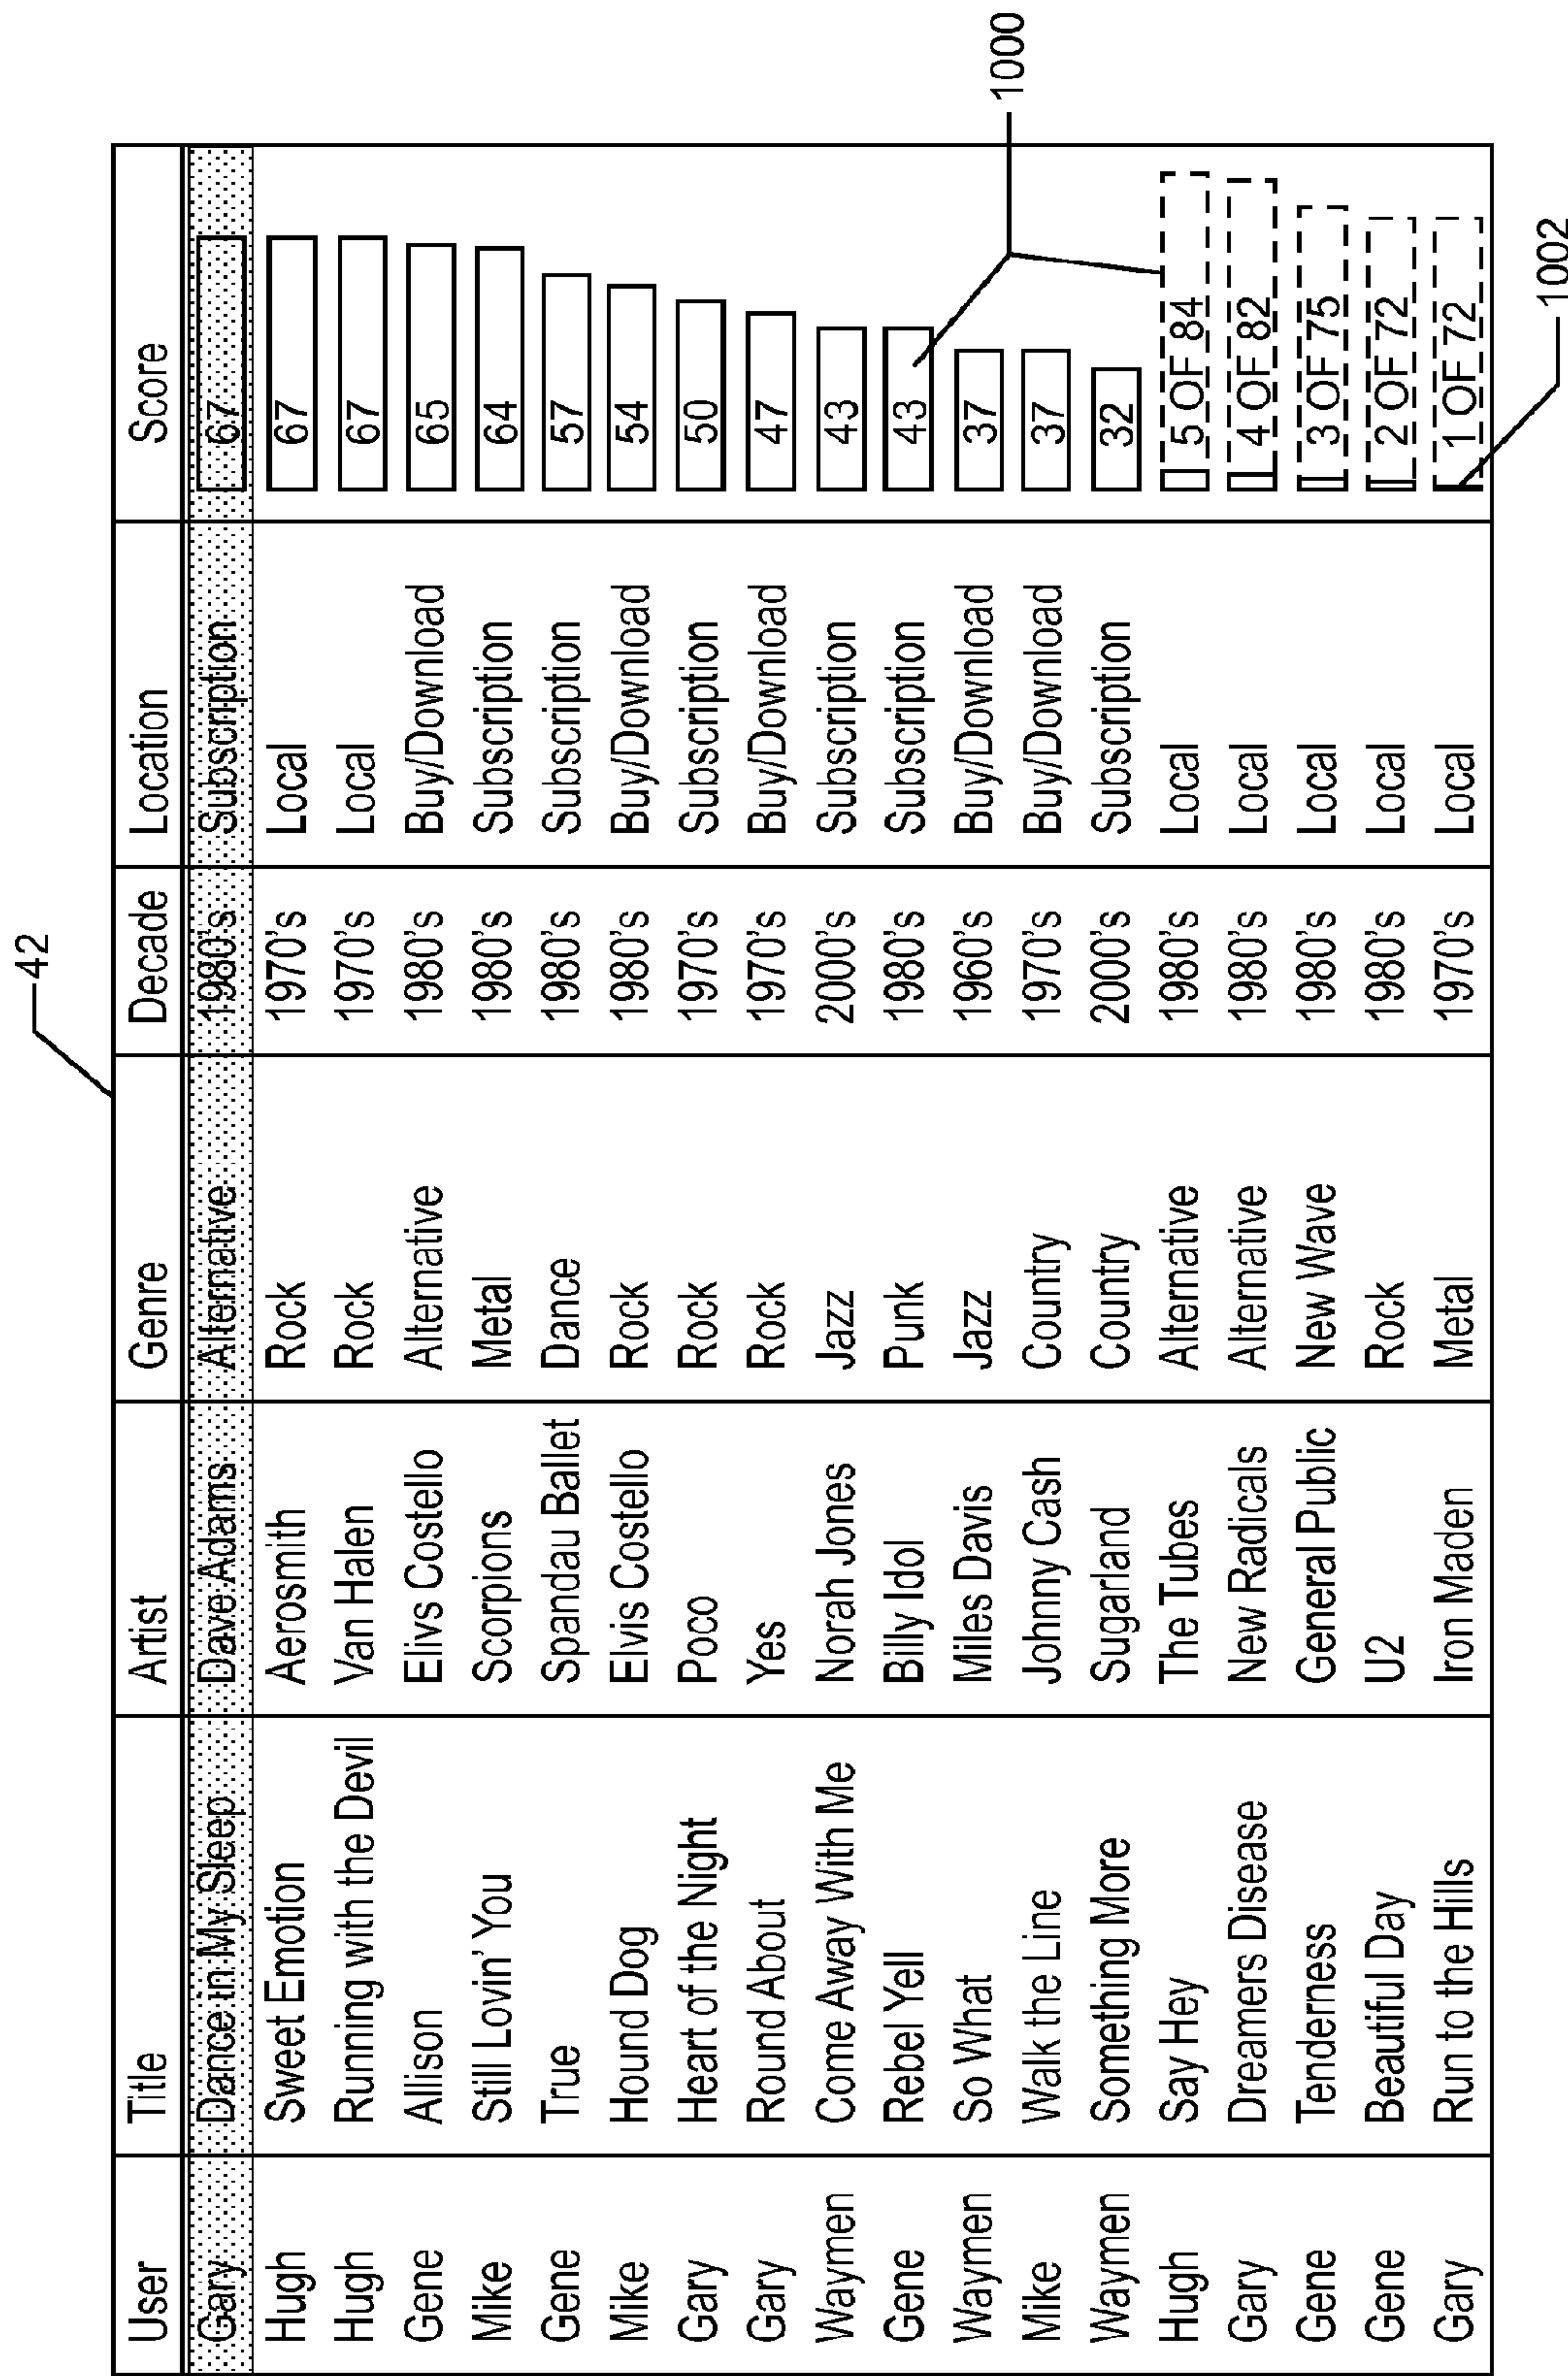 42
User Title Artist Genre Decade Location Score
Gary Dance in My Sleep Dave Adams Alternative 1980's Subscription 67
Hugh Sweet Emotion Aerosmith Rock 1970's Local 67
Hugh Running with the Devil Van Halen Rock 1970's Local 67
Gene Allison Elivs Costello Alternative 1980's Buy/Download 65
Mike Still Lovin' You Scorpions Metal 1980's Subscription 64
Gene True Spandau Ballet Dance 1980's Subscription 57
Mike Hound Dog Elvis Costello Rock 1980's Buy/Download 54
Gary Heart of the Night Poco Rock 1970's Subscription 50
Gary Round About Yes Rock 1970's Buy/Download 47
Waymen Come Away With Me Norah Jones Jazz 2000's Subscription 43
Gene Rebel Yell Billy Idol Punk 1980's Subscription 43
Waymen So What Miles Davis Jazz 1960's Buy/Download 37
Mike Walk the Line Johnny Cash Country 1970's Buy/Download 37
Waymen Something More Sugarland Country 2000's Subscription 32
Hugh Say Hey The Tubes Alternative 1980's Local 5 OF 84
Gary Dreamers Disease New Radicals Alternative 1980's Local 4 OF 82
Gene Tenderness General Public New Wave 1980's Local 3 OF 75
Gene Beautiful Day U2 Rock 1980's Local 2 OF 72
Gary Run to the Hills Iron Maden Metal 1970's Local 1 OF 72
1000
1002